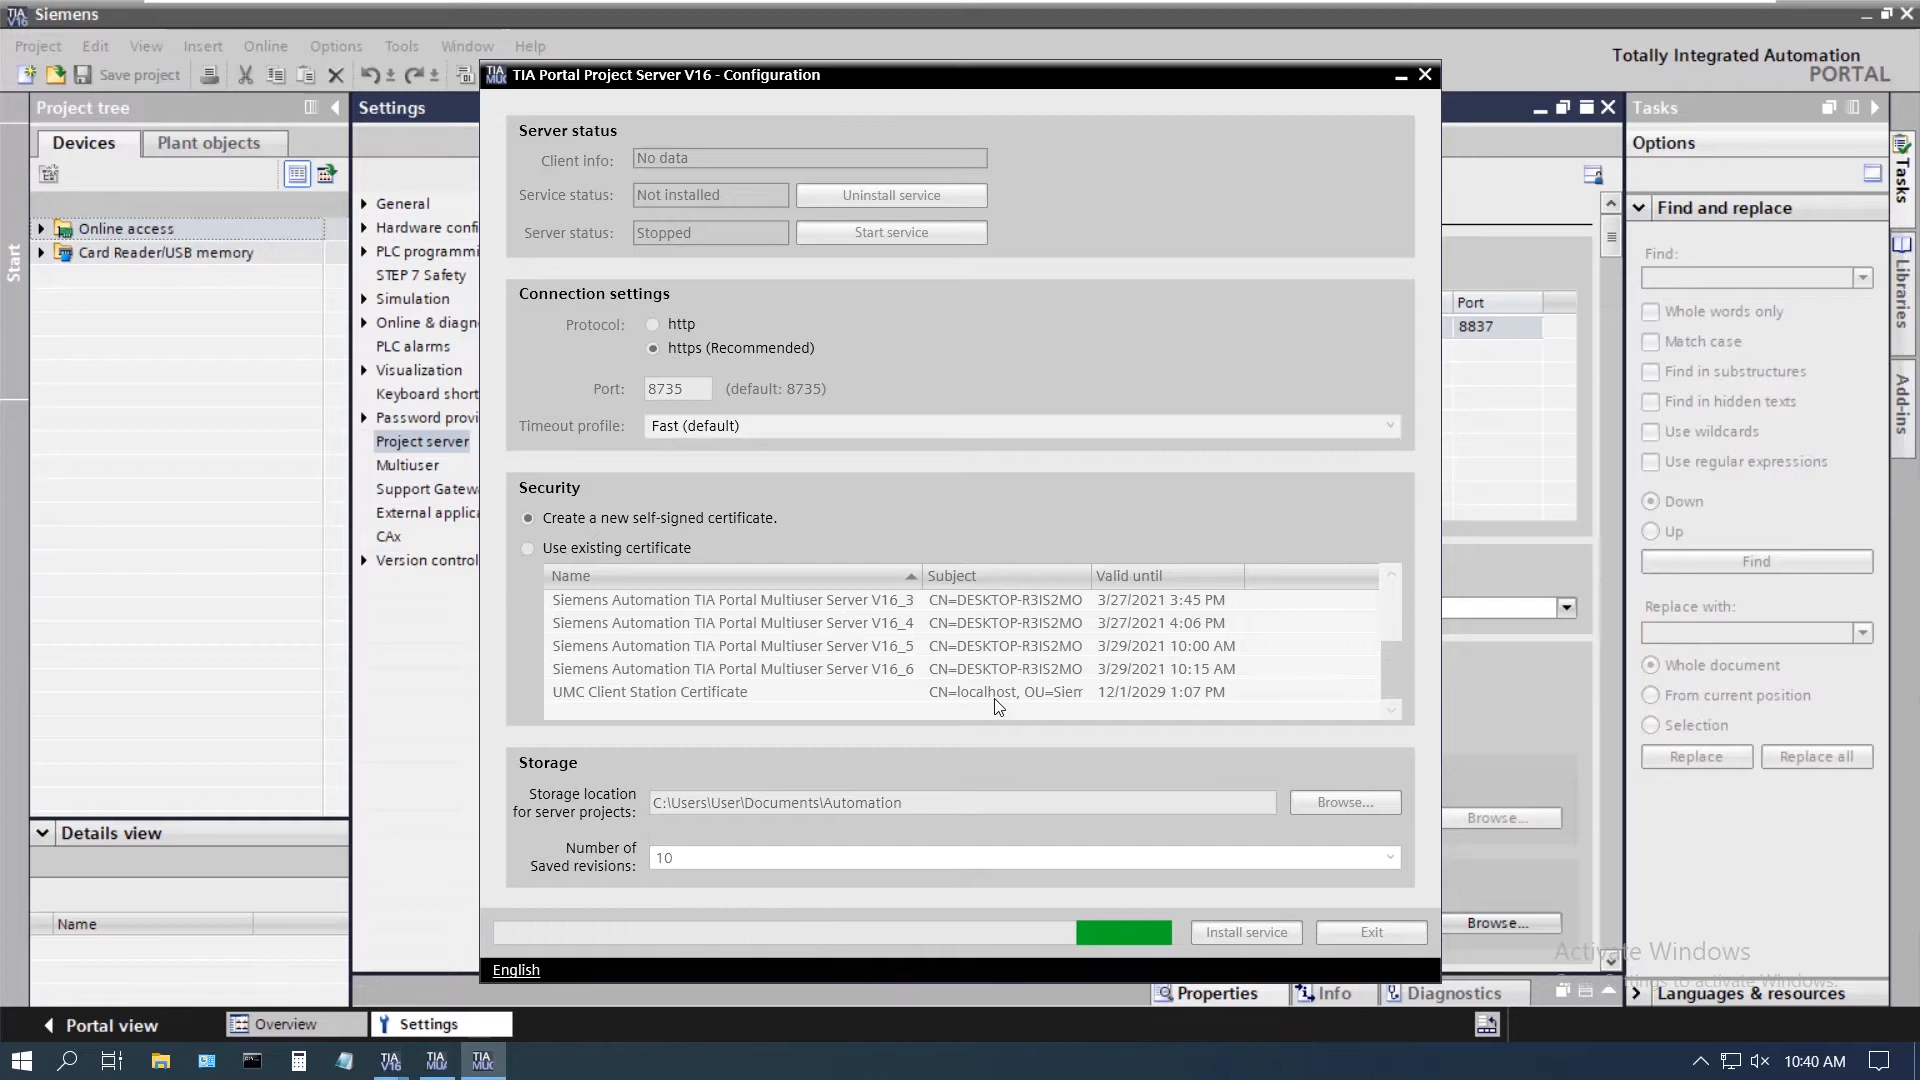 Siemens
Project Edit View Insert Online Options Tools Window Help
Totally Integrated Automation
PORTAL
Save project
TIA Portal Project Server V16 - Configuration
Project tree
Settings
Tasks
Devices
Plant objects
Options
Start
Tasks
Libraries
Add-ins
Online access
Card Reader/USB memory
General
Hardware confi
PLC programmi
STEP 7 Safety
Simulation
Online & diagn
PLC alarms
Visualization
Keyboard short
Password provi
Project server
Multiuser
Support Gatew
External applica
CAx
Version control
Server status
Client info: No data
Service status: Not installed Uninstall service
Server status: Stopped Start service
Connection settings
Protocol: http
https (Recommended)
Port: 8735 (default: 8735)
Timeout profile: Fast (default)
Security
Create a new self-signed certificate.
Use existing certificate
Name Subject Valid until
Siemens Automation TIA Portal Multiuser Server V16_3 CN=DESKTOP-R3IS2MO 3/27/2021 3:45 PM
Siemens Automation TIA Portal Multiuser Server V16_4 CN=DESKTOP-R3IS2MO 3/27/2021 4:06 PM
Siemens Automation TIA Portal Multiuser Server V16_5 CN=DESKTOP-R3IS2MO 3/29/2021 10:00 AM
Siemens Automation TIA Portal Multiuser Server V16_6 CN=DESKTOP-R3IS2MO 3/29/2021 10:15 AM
UMC Client Station Certificate CN=localhost, OU=Siem 12/1/2029 1:07 PM
Storage
Storage location
for server projects: C:\Users\User\Documents\Automation Browse...
Number of
Saved revisions: 10
Install service Exit
English
Port
8837
Browse...
Browse...
Find and replace
Find:
Whole words only
Match case
Find in substructures
Find in hidden texts
Use wildcards
Use regular expressions
Down
Up
Find
Replace with:
Whole document
From current position
Selection
Replace Replace all
Activate Windows
Languages & resources
Details view
Name
Properties Info Diagnostics
Portal view Overview Settings
10:40 AM